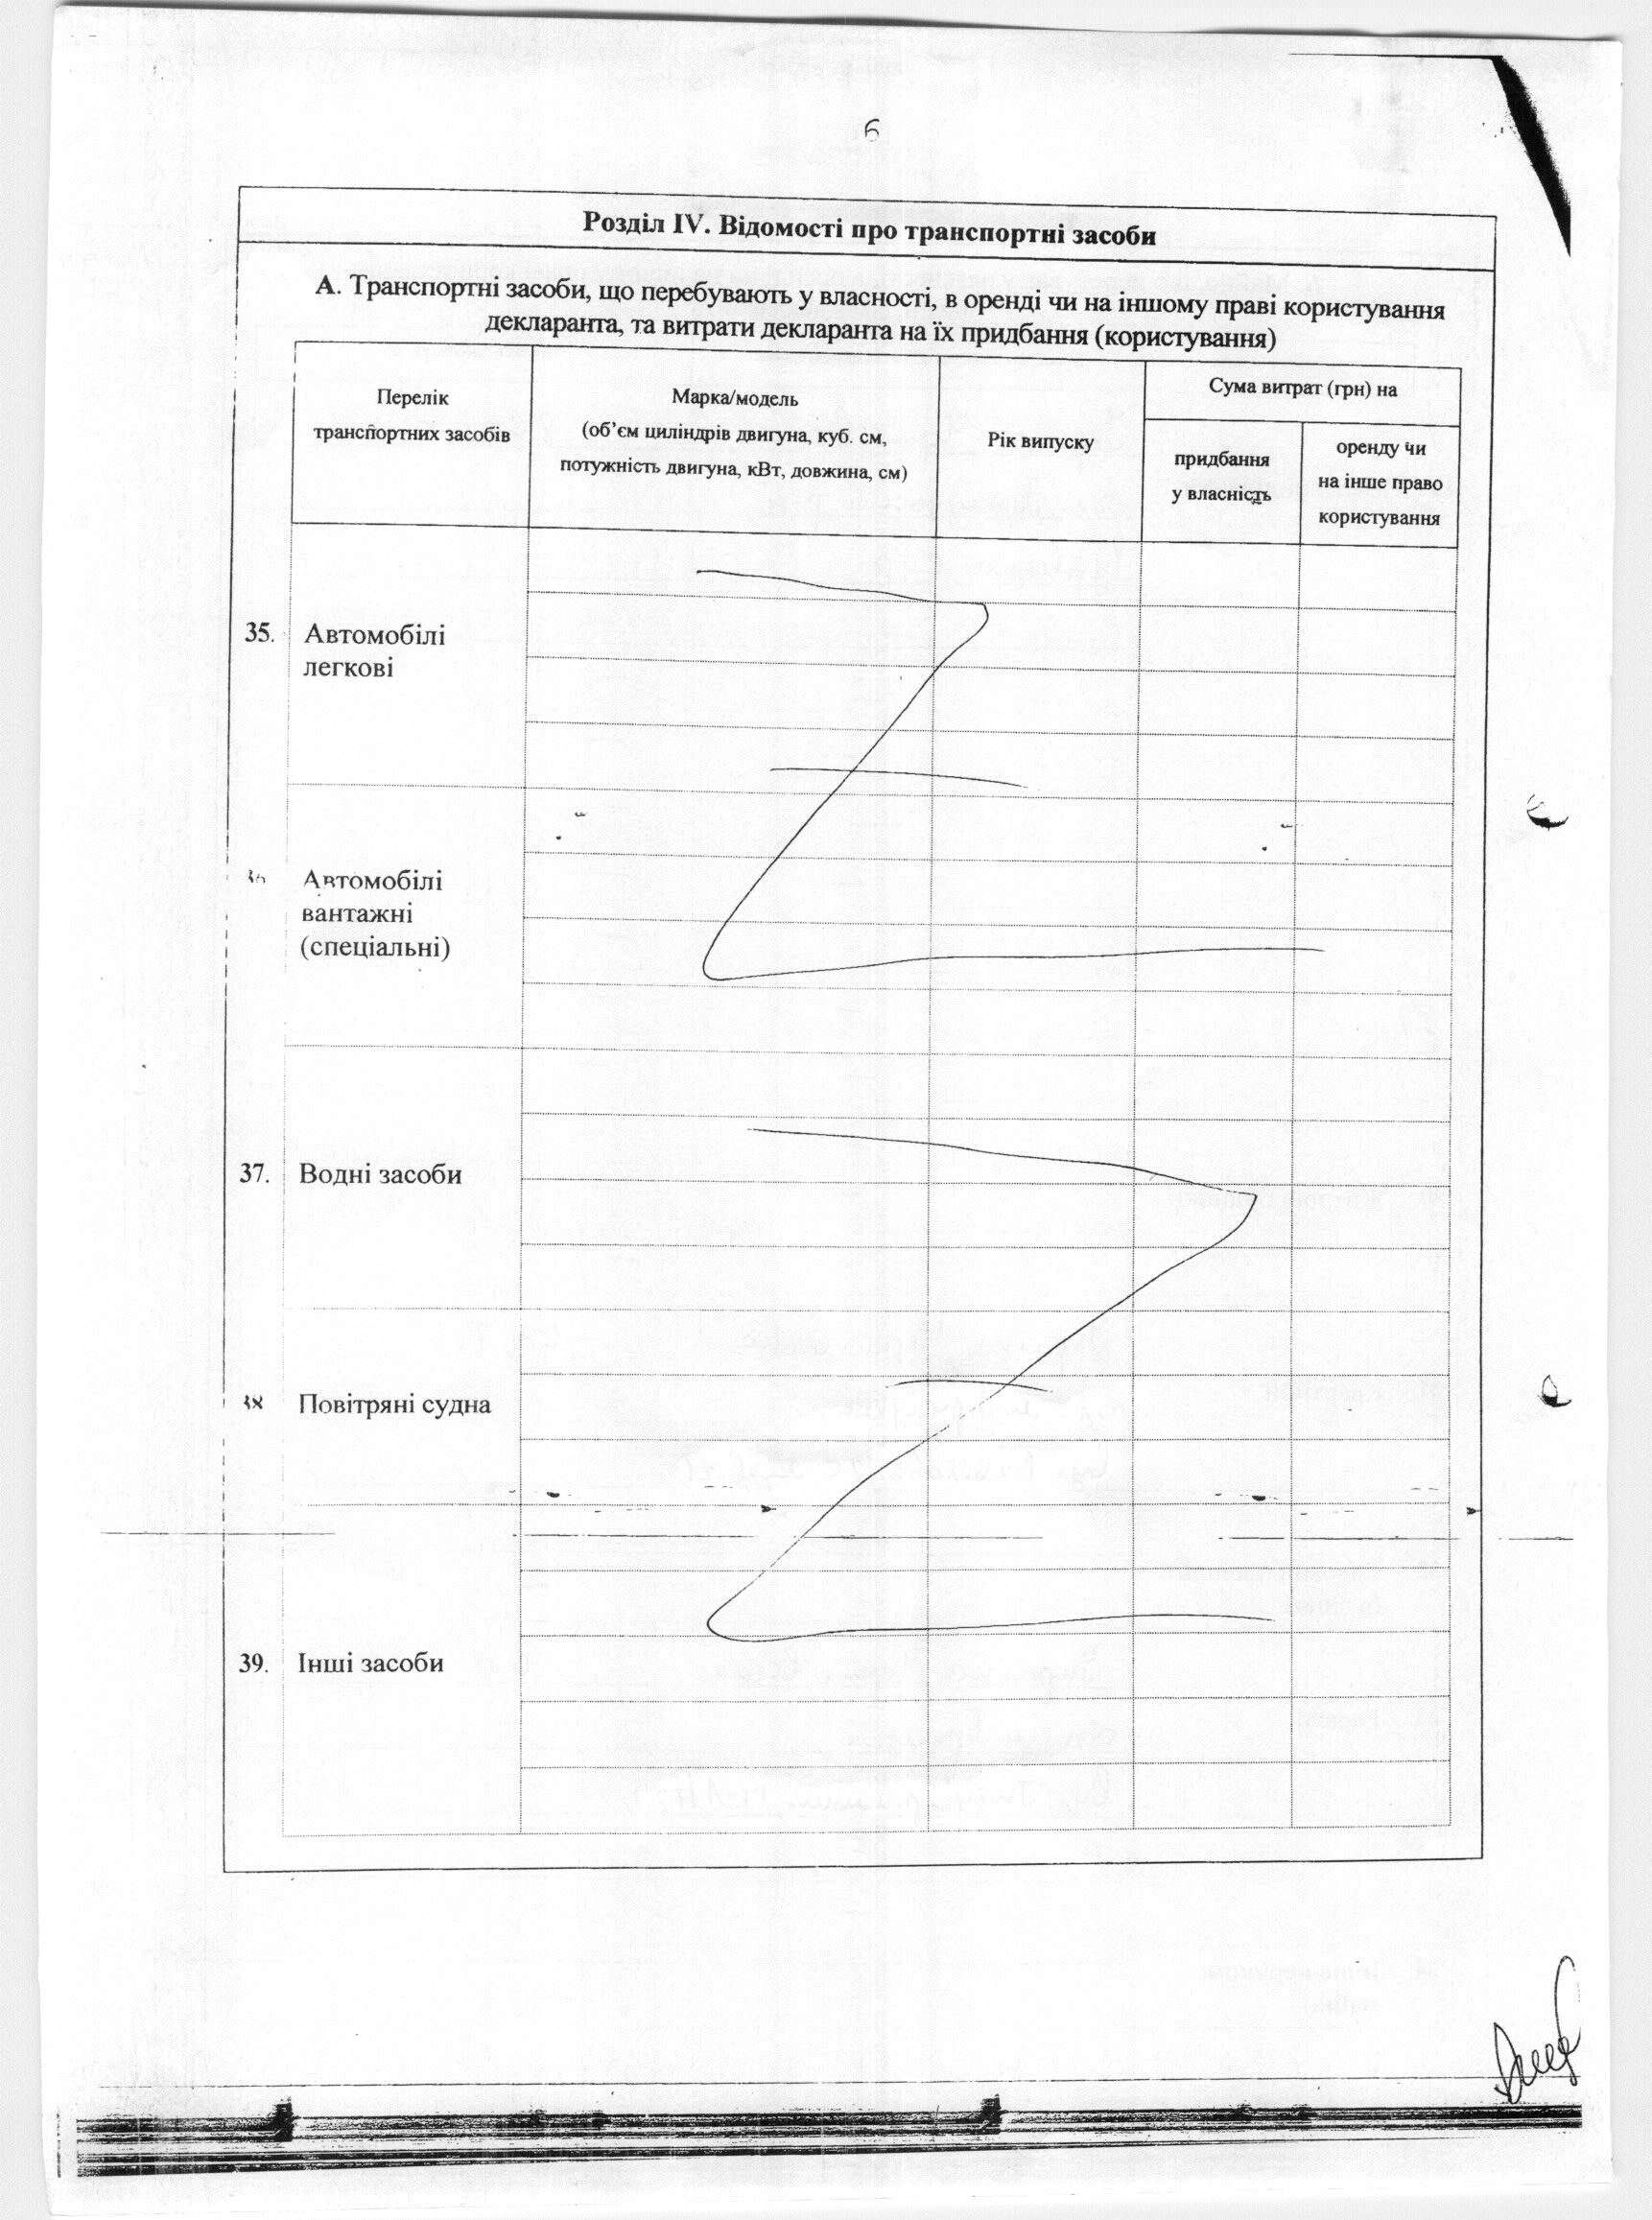 6
Розділ IV. Відомості про транспортні засоби
А. Транспортні засоби, що перебувають у власності, в оренді чи на іншому праві користування
декларанта, та витрати декларанта на їх придбання (користування)
Перелік
транспортних засобів
Марка/модель
(об’єм циліндрів двигуна, куб. см,
потужність двигуна, кВт, довжина, см)
Рік випуску
Сума витрат (грн) на
придбання
у власність
оренду чи
на інше право
користування
35. Автомобілі
легкові
36 Автомобілі
вантажні
(спеціальні)
37. Водні засоби
38 Повітряні судна
39. Інші засоби